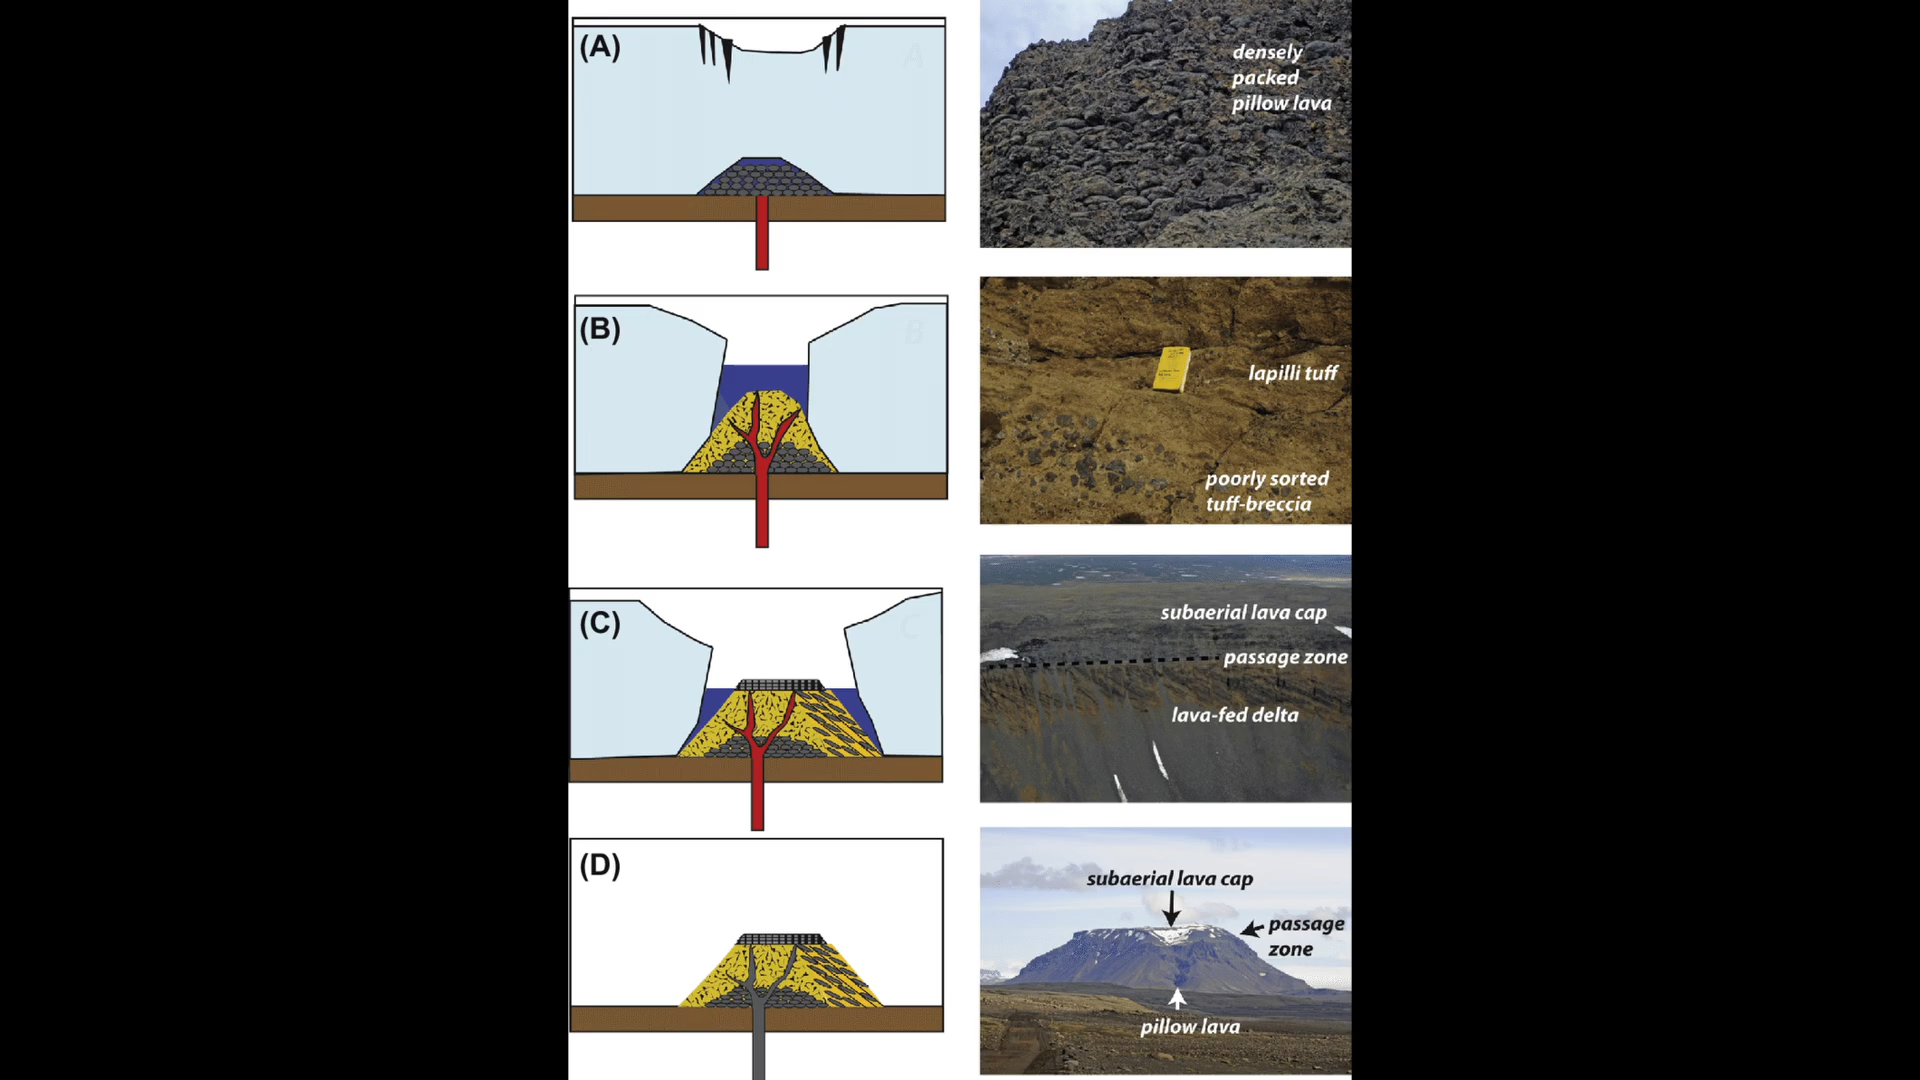 (A)
densely
packed
pillow lava
(B)
lapilli tuff
poorly sorted
tuff-breccia
(C)
subaerial lava cap
passage zone
lava-fed delta
(D)
subaerial lava cap
passage
zone
pillow lava